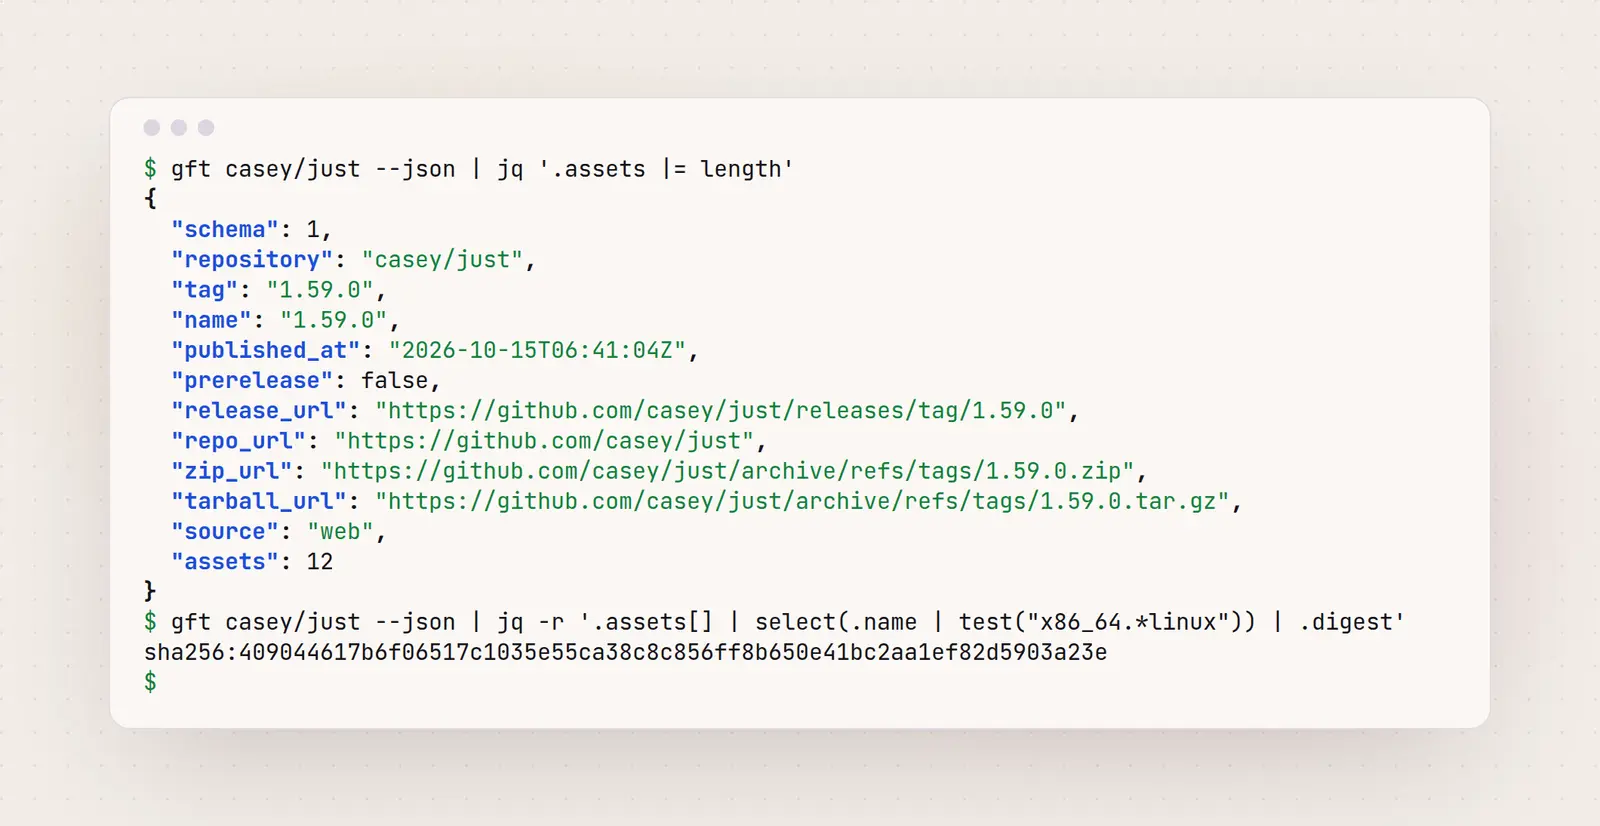 $ gft casey/just --json | jq '.assets |= length'
{
  "schema": 1,
  "repository": "casey/just",
  "tag": "1.59.0",
  "name": "1.59.0",
  "published_at": "2026-10-15T06:41:04Z",
  "prerelease": false,
  "release_url": "https://github.com/casey/just/releases/tag/1.59.0",
  "repo_url": "https://github.com/casey/just",
  "zip_url": "https://github.com/casey/just/archive/refs/tags/1.59.0.zip",
  "tarball_url": "https://github.com/casey/just/archive/refs/tags/1.59.0.tar.gz",
  "source": "web",
  "assets": 12
}
$ gft casey/just --json | jq -r '.assets[] | select(.name | test("x86_64.*linux")) | .digest'
sha256:409044617b6f06517c1035e55ca38c8c856ff8b650e41bc2aa1ef82d5903a23e
$